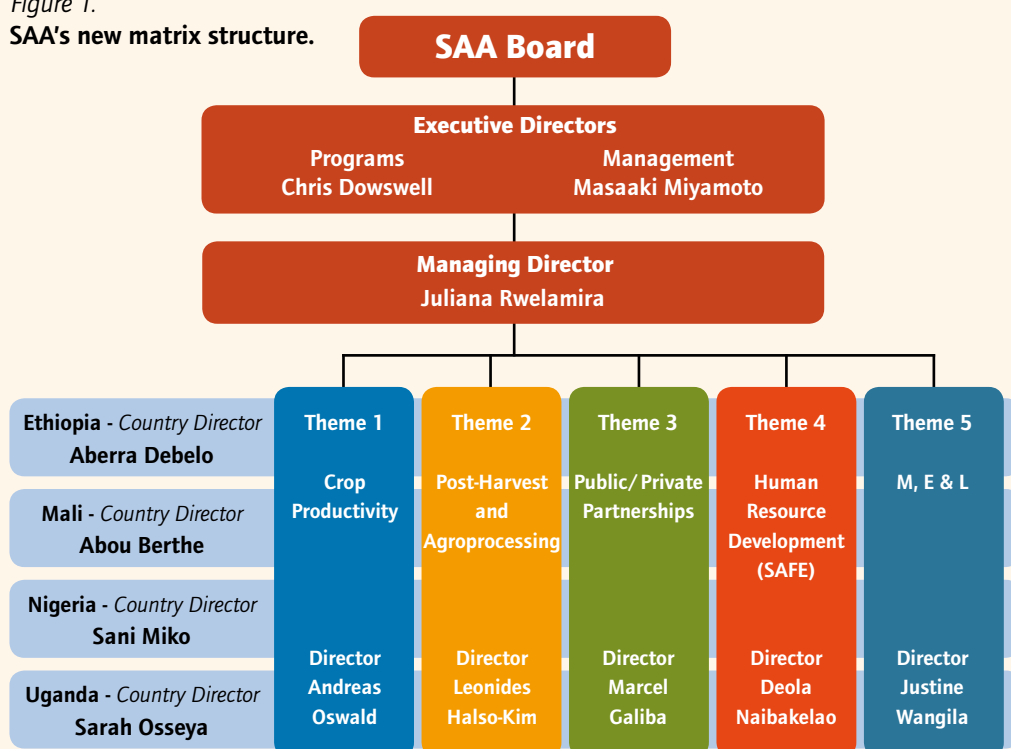 Figure 1.
SAA's new matrix structure.
SAA Board
Executive Directors
Programs
Chris Dowswell
Management
Masaaki Miyamoto
Managing Director
Juliana Rwelamira
Ethiopia - Country Director
Aberra Debelo
Mali - Country Director
Abou Berthe
Nigeria - Country Director
Sani Miko
Uganda - Country Director
Sarah Osseya
Theme 1
Crop
Productivity
Director
Andreas
Oswald
Theme 2
Post-Harvest
and
Agroprocessing
Director
Leonides
Halso-Kim
Theme 3
Public/Private
Partnerships
Director
Marcel
Galiba
Theme 4
Human
Resource
Development
(SAFE)
Director
Deola
Naibakelao
Theme 5
M, E & L
Director
Justine
Wangila